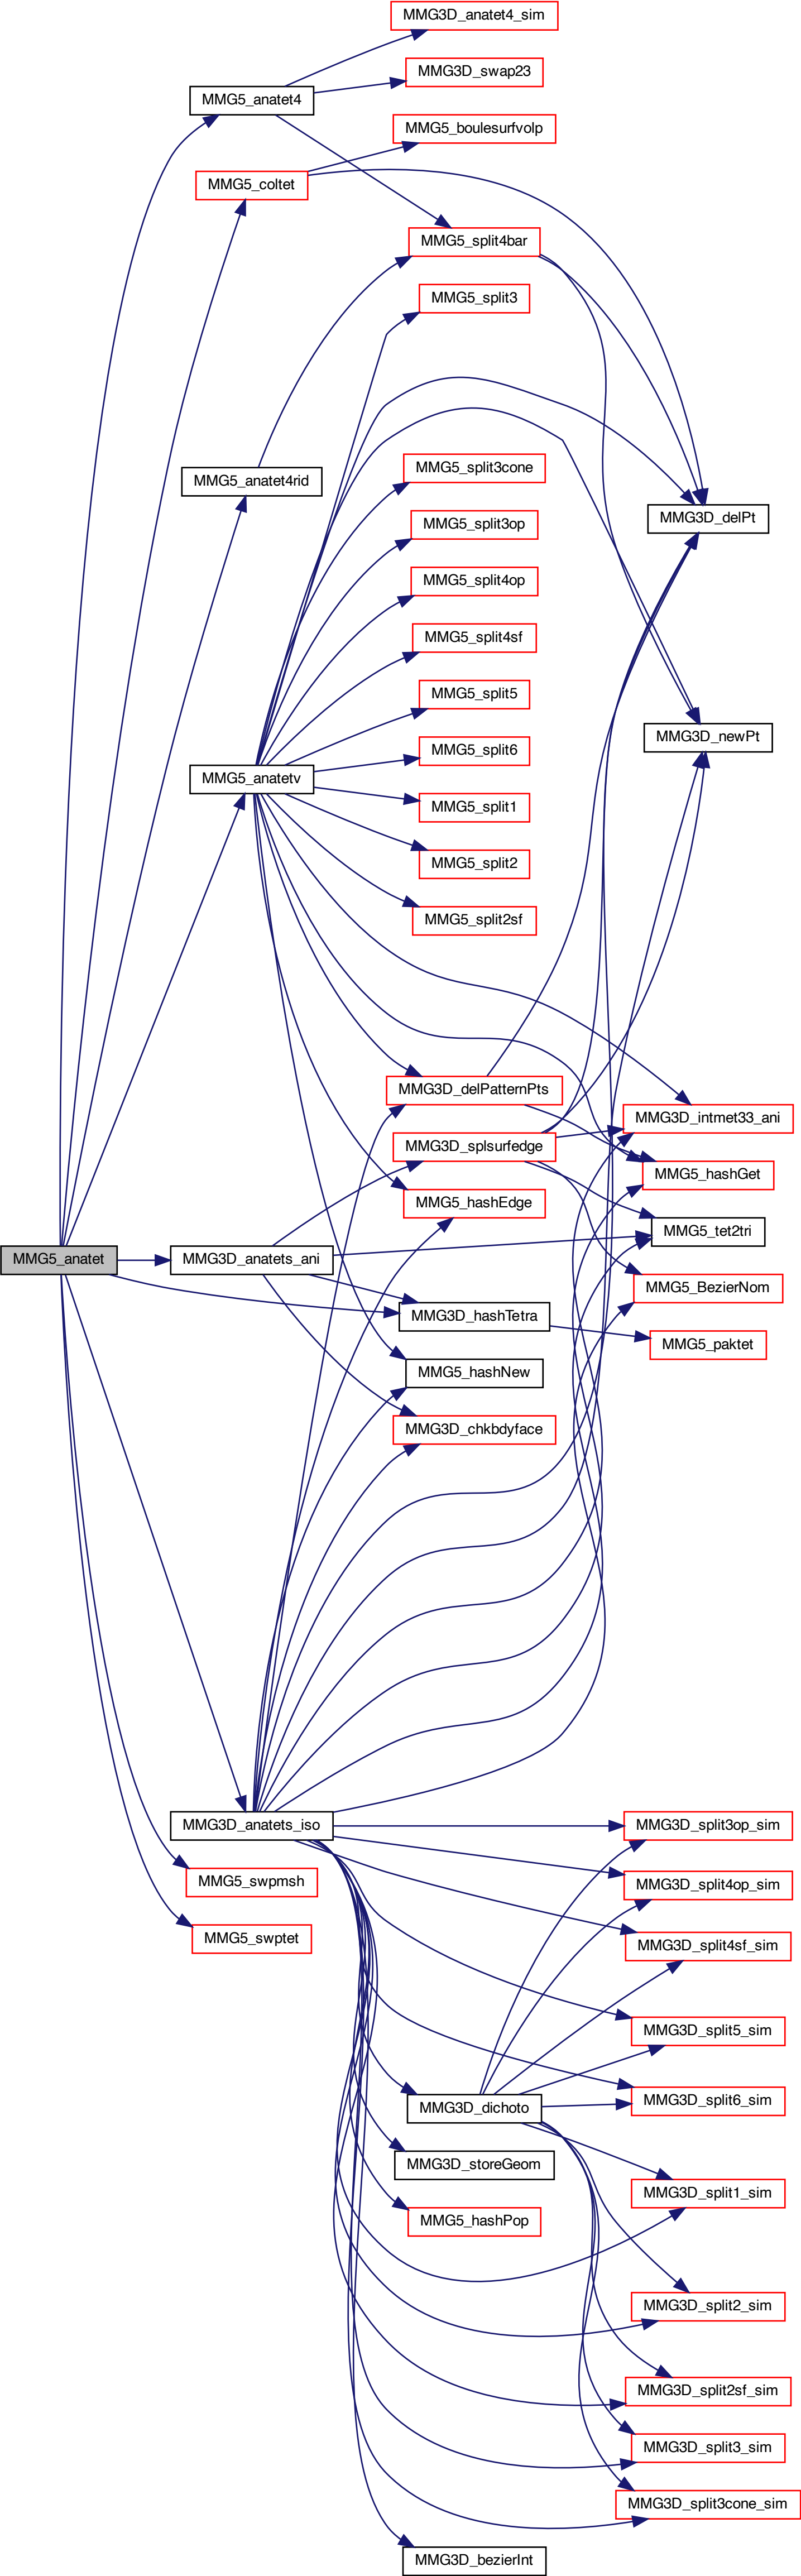 MMG3D_anatet4_sim
MMG3D_swap23
MMG5_anatet4
MMG5_boulesurfvolp
MMG5_coltet
MMG5_split4bar
MMG5_split3
MMG5_split3cone
MMG5_anatet4rid
MMG3D_delPt
MMG5_split3op
MMG5_split4op
MMG5_split4sf
MMG5_split5
MMG3D_newPt
MMG5_split6
MMG5_anatetv
MMG5_split1
MMG5_split2
MMG5_split2sf
MMG3D_delPatternPts
MMG3D_intmet33_ani
MMG3D_splsurfedge
MMG5_hashGet
MMG5_hashEdge
MMG5_tet2tri
MMG5_anatet
MMG3D_anatets_ani
MMG5_BezierNom
MMG3D_hashTetra
MMG5_paktet
MMG5_hashNew
MMG3D_chkbdyface
MMG3D_anatets_iso
MMG3D_split3op_sim
MMG5_swpmsh
MMG3D_split4op_sim
MMG5_swptet
MMG3D_split4sf_sim
MMG3D_split5_sim
MMG3D_split6_sim
MMG3D_dichoto
MMG3D_storeGeom
MMG3D_split1_sim
MMG5_hashPop
MMG3D_split2_sim
MMG3D_split2sf_sim
MMG3D_split3_sim
MMG3D_split3cone_sim
MMG3D_bezierInt